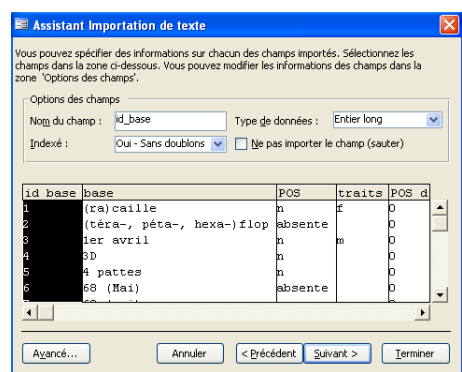 Assistant Importation de texte
Vous pouvez spécifier des informations sur chacun des champs importés. Sélectionnez les
champs dans la zone ci-dessous. Vous pouvez modifier les informations des champs dans la
zone 'Options des champs'.
Options des champs
Nom du champ : id_base Type de données : Entier long
Indexé : Oui - Sans doublons Ne pas importer le champ (sauter)
id base base POS traits POS d
1 (ra)caille n f 0
2 (téra-, péta-, hexa-)flop absente 0
3 1er avril n m 0
4 3D n 0
5 4 pattes n 0
6 68 (Mai) absente 0
Avancé... Annuler < Précédent Suivant > Terminer